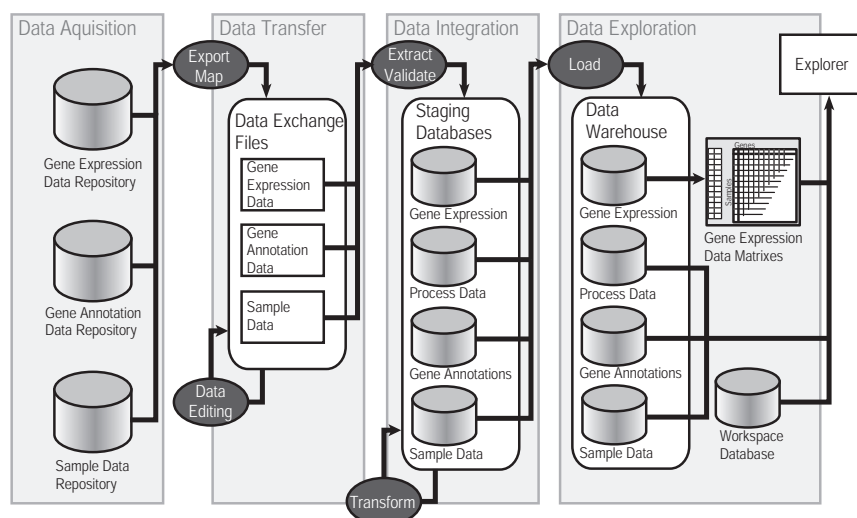 Data Aquisition
Data Transfer
Data Integration
Data Exploration
Export
Map
Extract
Validate
Load
Explorer
Gene Expression
Data Repository
Gene Annotation
Data Repository
Sample Data
Repository
Data Exchange
Files
Gene
Expression
Data
Gene
Annotation
Data
Sample
Data
Data
Editing
Staging
Databases
Gene Expression
Process Data
Gene Annotations
Sample Data
Transform
Data
Warehouse
Gene Expression
Process Data
Gene Annotations
Sample Data
Genes
Samples
Gene Expression
Data Matrixes
Workspace
Database